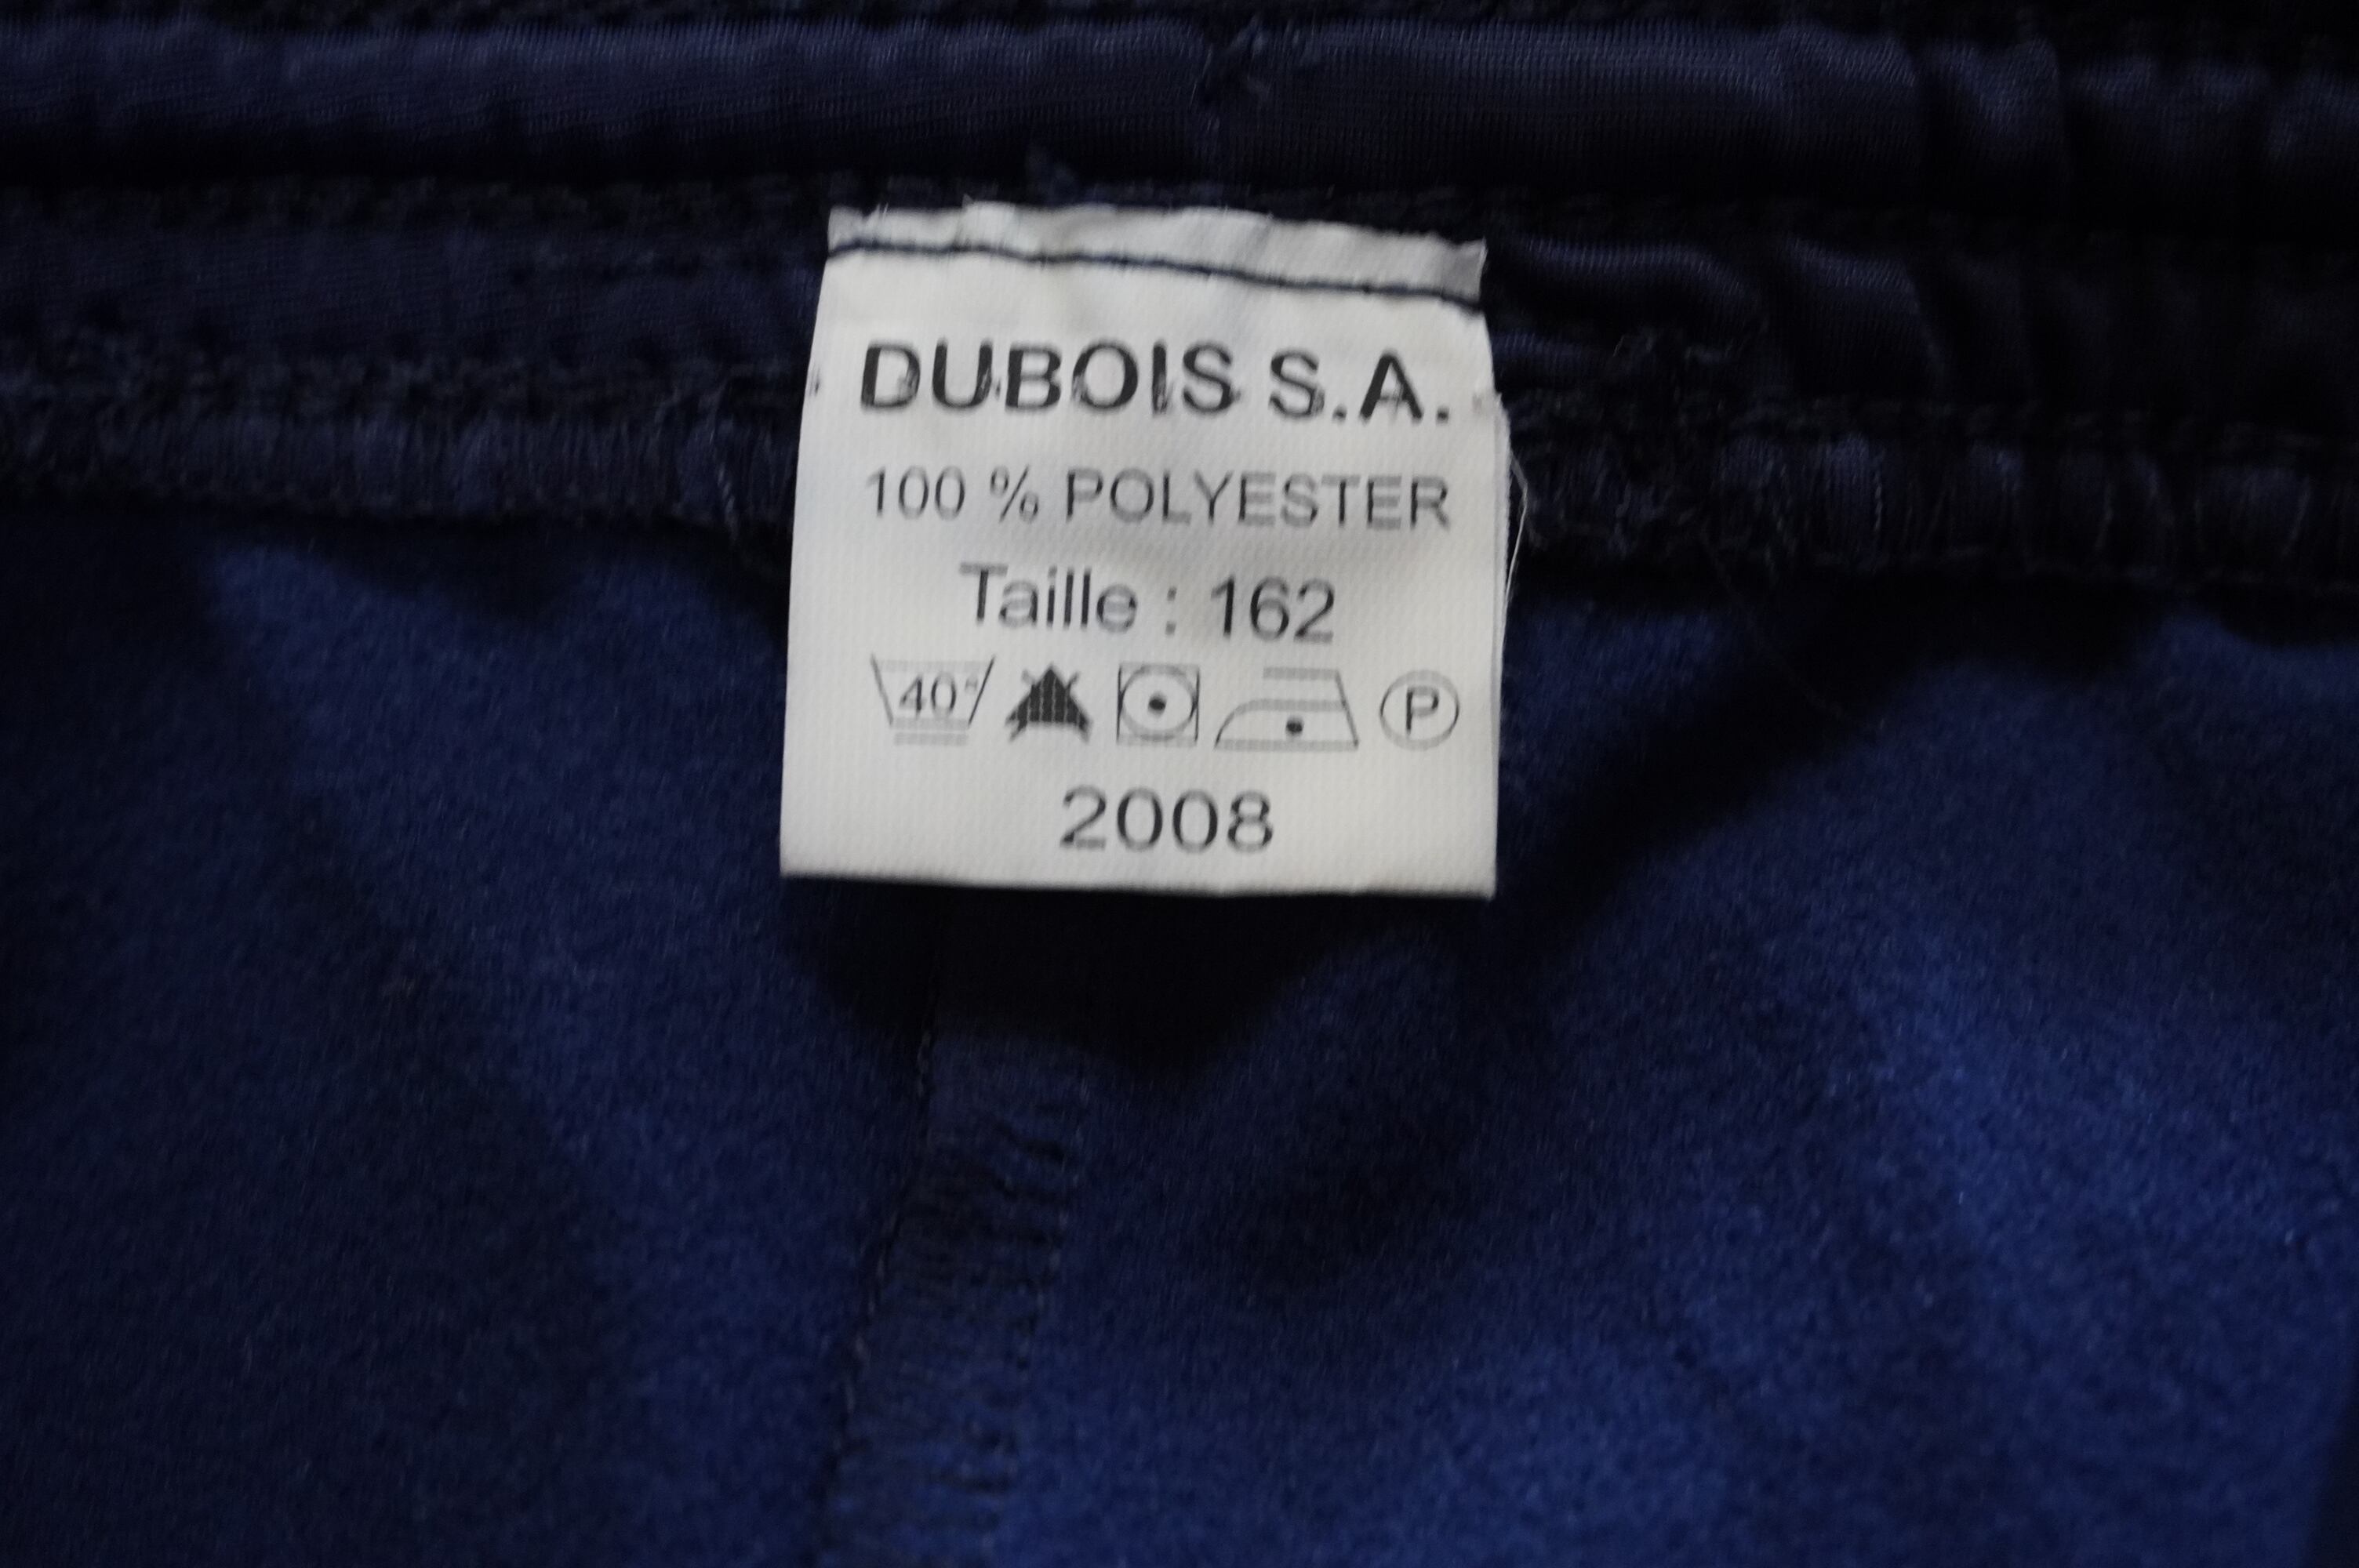 DUBOIS S.A.
100 % POLYESTER
Taille : 162
40° P
2008